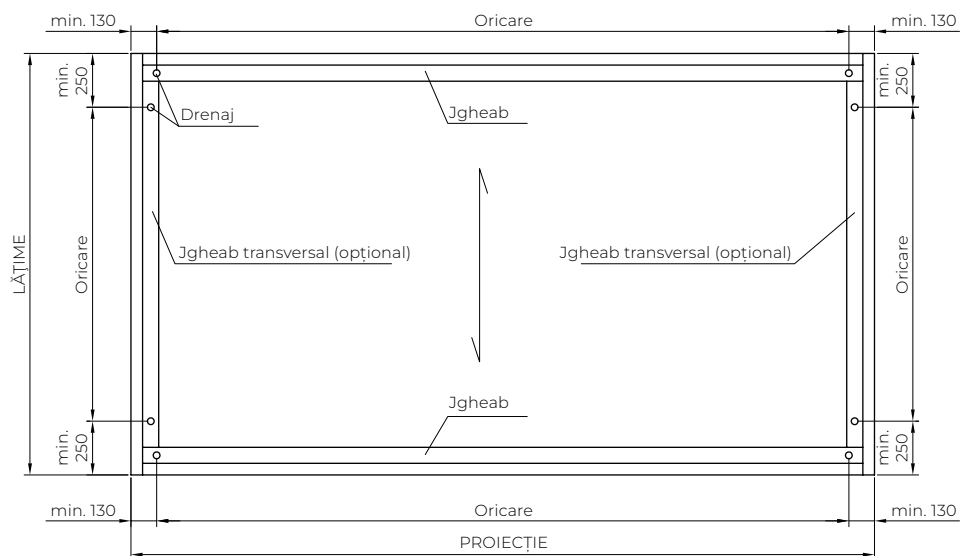 min. 130
Oricare
min. 130
min.
250
min.
250
Drenaj
Jgheab
LĂȚIME
Oricare
Jgheab transversal (opțional)
Jgheab transversal (opțional)
Oricare
Jgheab
min.
250
min.
250
min. 130
Oricare
min. 130
PROIECȚIE